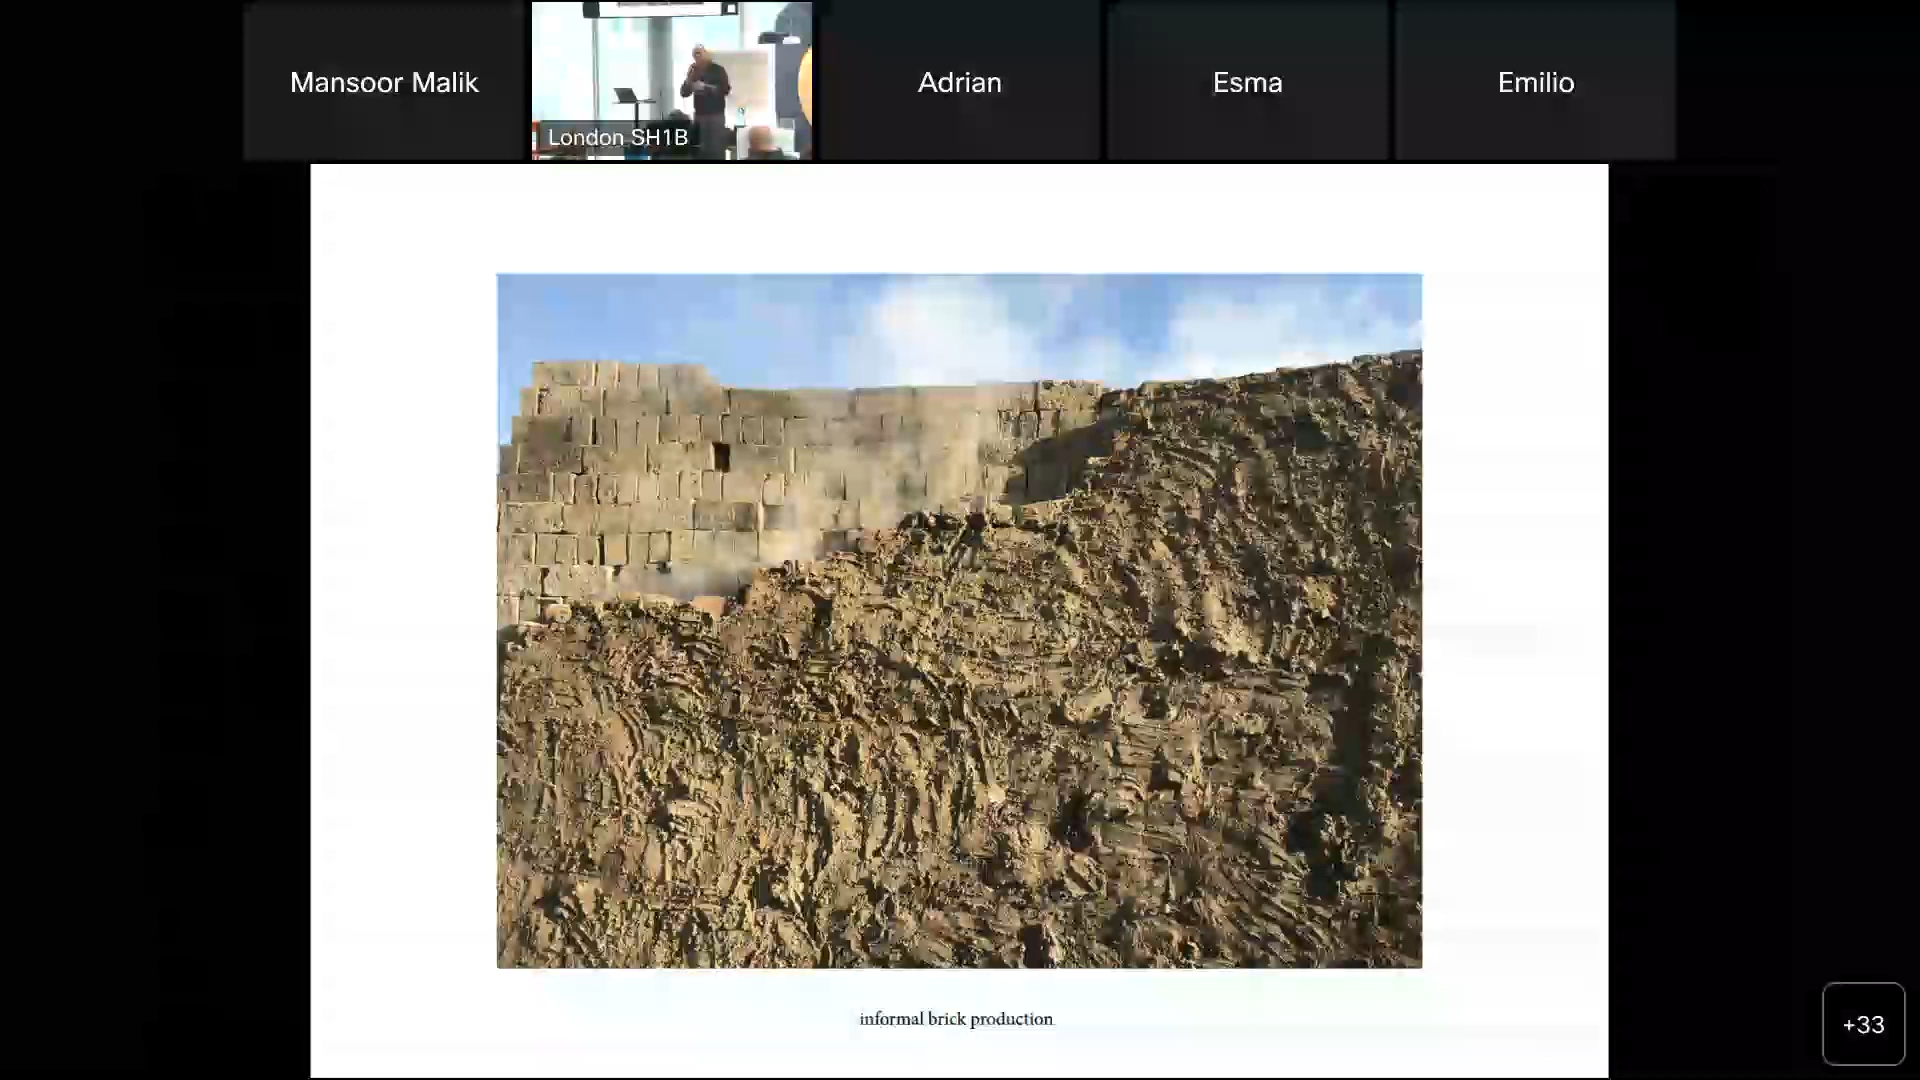 Mansoor Malik
London SH1B
Adrian
Esma
Emilio
informal brick production
+33